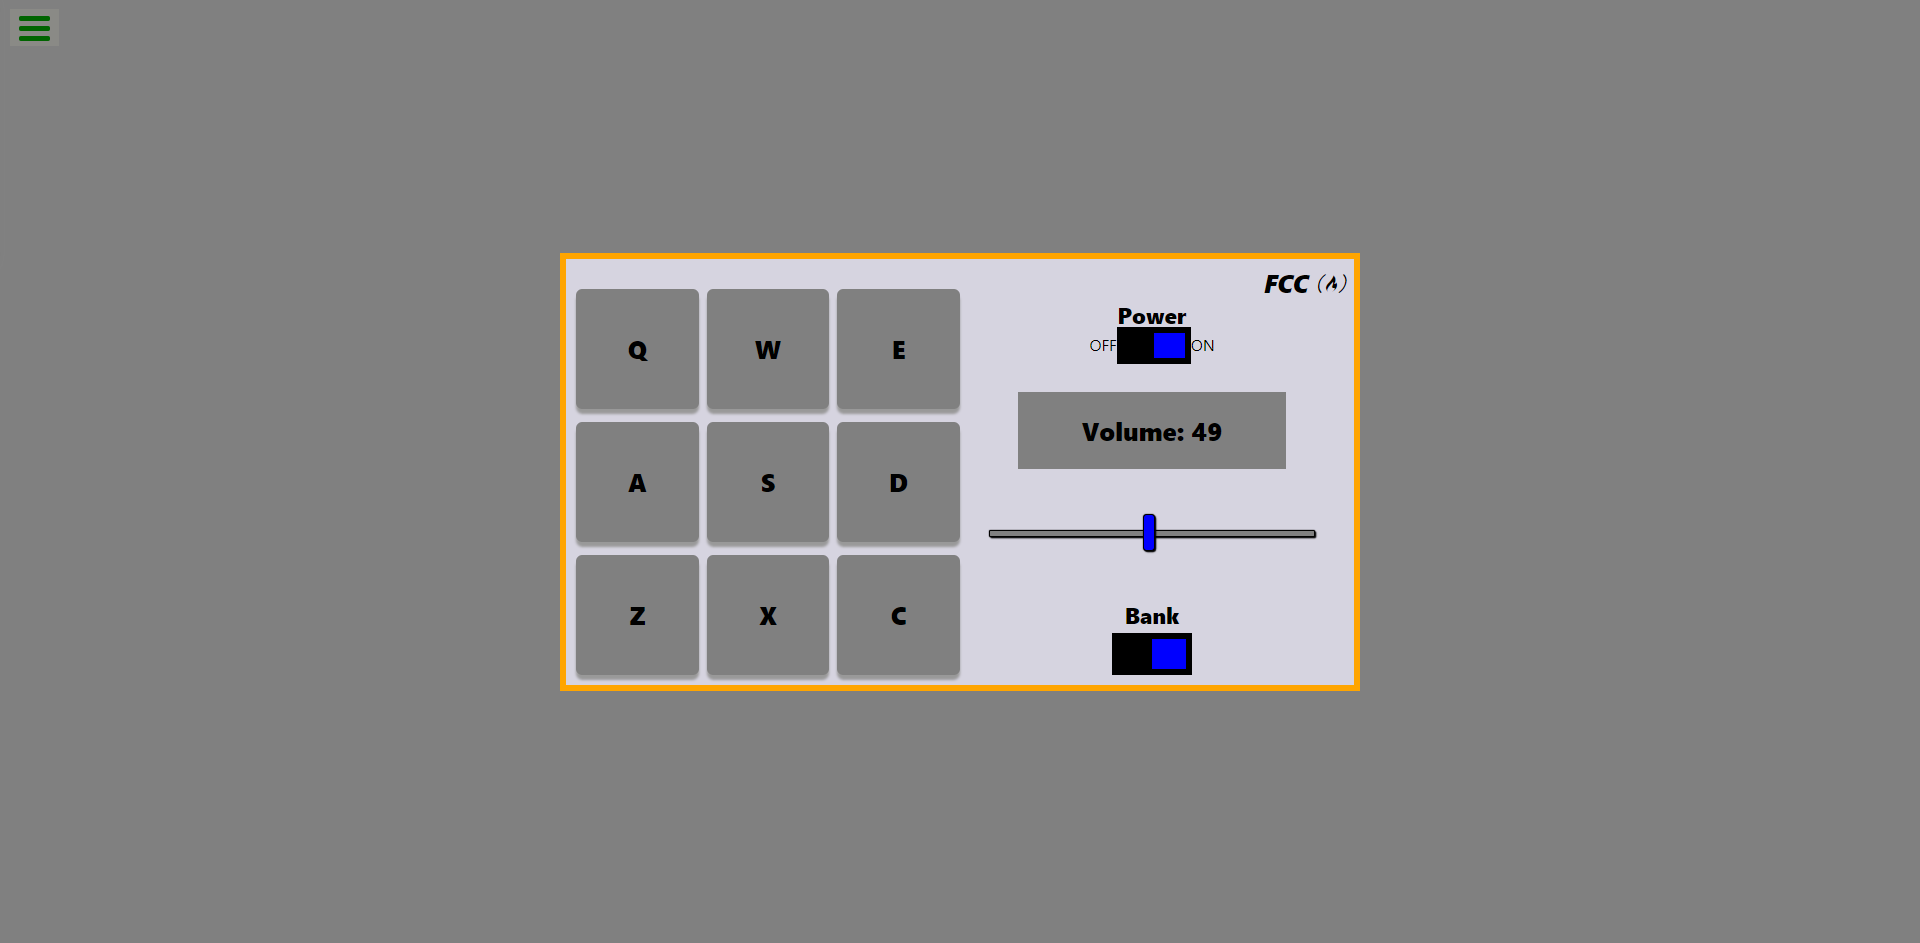 FCC
Q W E
A S D
Z X C
Power
OFF ON
Volume: 49
Bank